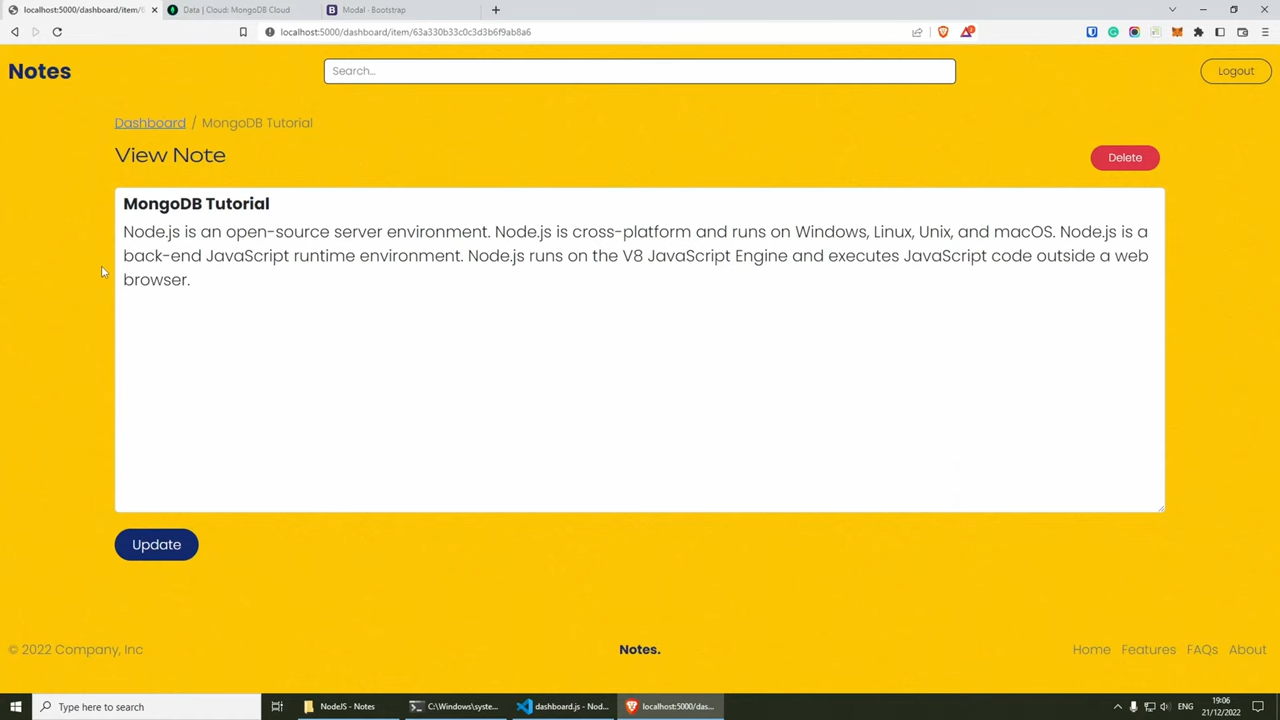 localhost:5000/dashboard/item/6
Data | Cloud: MongoDB Cloud
Modal · Bootstrap
localhost:5000/dashboard/item/63a330b33c0c3d3b6f9ab8a6
Notes
Search...
Logout
Dashboard / MongoDB Tutorial
View Note
Delete
MongoDB Tutorial
Node.js is an open-source server environment. Node.js is cross-platform and runs on Windows, Linux, Unix, and macOS. Node.js is a
back-end JavaScript runtime environment. Node.js runs on the V8 JavaScript Engine and executes JavaScript code outside a web
browser.
Update
© 2022 Company, Inc
Notes.
Home Features FAQs About
Type here to search
NodeJS - Notes
C:\Windows\syste...
dashboard.js - Nod...
localhost:5000/das...
ENG
19:06
21/12/2022